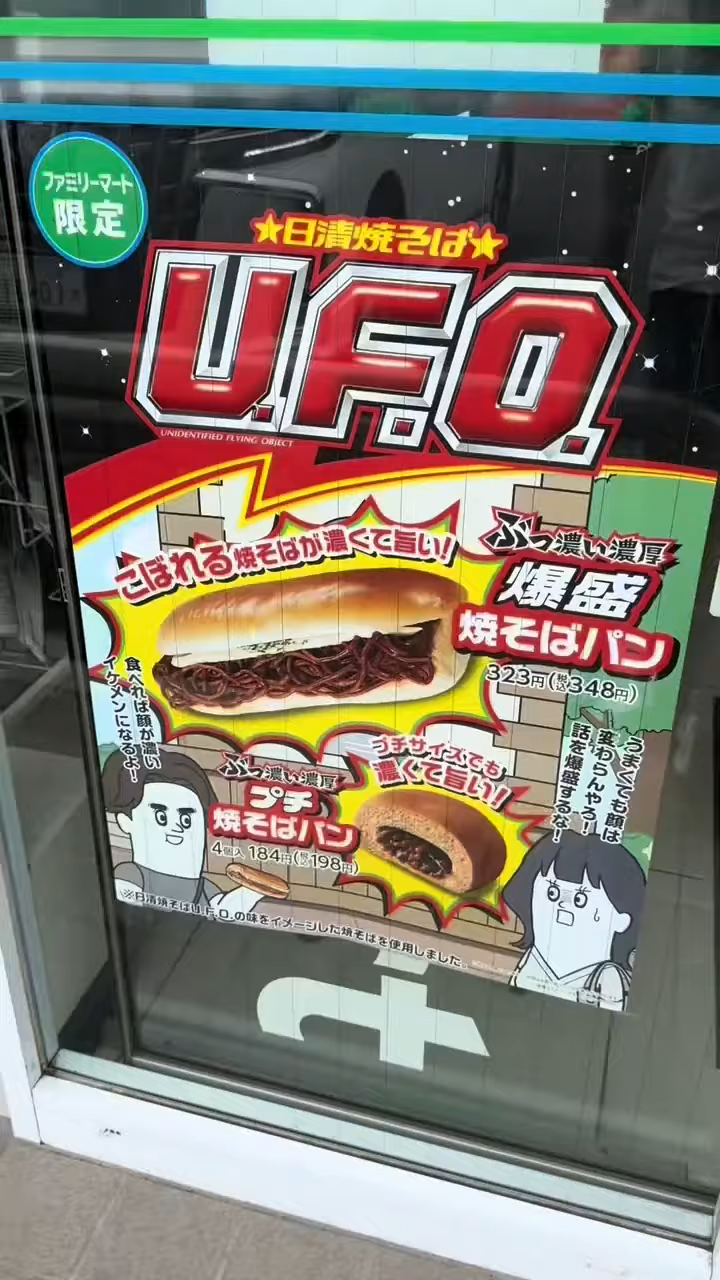 ファミリーマート
限定
★日清焼そば★
U.F.O.
UNIDENTIFIED FLYING OBJECT
こぼれる焼そばが濃くて旨い!
ぶっ濃い濃厚
爆盛
焼そばパン
323円(税込348円)
食べれば顔が濃い
イケメンになるよ!
プチサイズでも
濃くて旨い!
ぶっ濃い濃厚
プチ
焼そばパン
4個入 184円(税込198円)
うまくても顔は
変わらんやろ!
話を爆盛するな!
※日清焼そばU.F.O.の味をイメージした焼そばを使用しました。
t